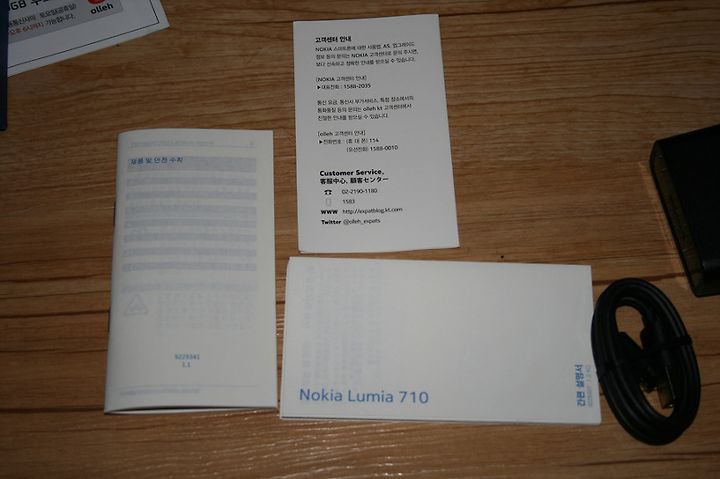 olleh
고객센터 안내
NOKIA 스마트폰에 대한 사용법, AS, 업그레이드
정보 등의 문의는 NOKIA 고객센터로 문의 주시면,
보다 신속하고 정확한 안내를 받으실 수 있습니다.
[NOKIA 고객센터 안내]
▶대표전화 : 1588-2035
통신 요금, 통신사 부가서비스, 특정 장소에서의
통화품질 등의 문의는 olleh kt 고객센터에서
친절한 안내를 받으실 수 있습니다.
[olleh 고객센터 안내]
▶전화번호 : (휴 대 폰) 114
(유선전화) 1588-0010
Customer Service,
客服中心, 顧客センター
☎ 02-2190-1180
1583
WWW http://expatblog.kt.com
Twitter @olleh_expats
제품 및 안전 수칙
9229341
1.1
Nokia Lumia 710
간편 설명서